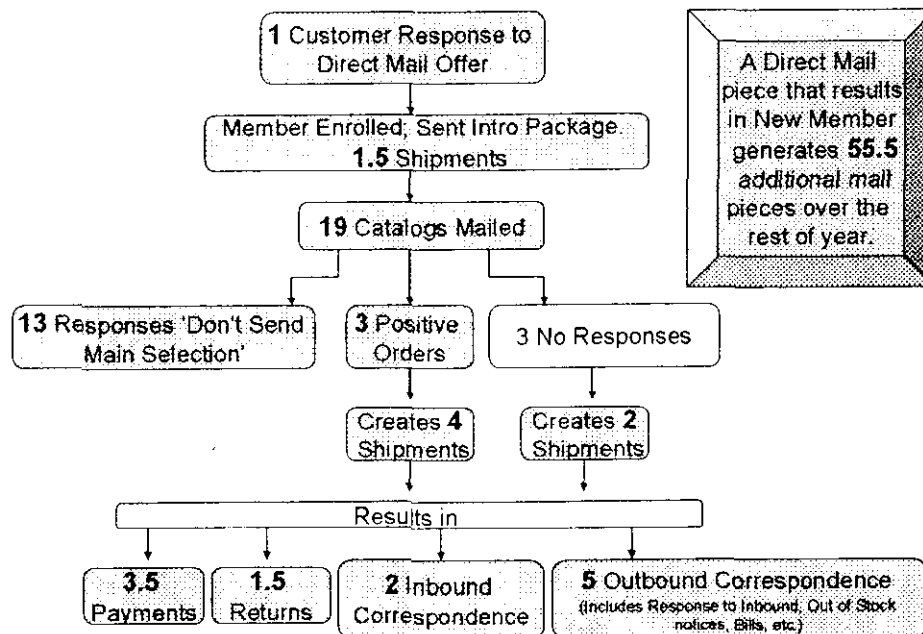 1 Customer Response to
Direct Mail Offer
A Direct Mail
piece that results
in New Member
generates 55.5
additional mail
pieces over the
rest of year.
Member Enrolled; Sent Intro Package.
1.5 Shipments
19 Catalogs Mailed
13 Responses 'Don't Send
Main Selection'
3 Positive
Orders
3 No Responses
Creates 4
Shipments
Creates 2
Shipments
Results in
3.5
Payments
1.5
Returns
2 Inbound
Correspondence
5 Outbound Correspondence
(Includes Response to Inbound, Out of Stock
notices, Bills, etc.)